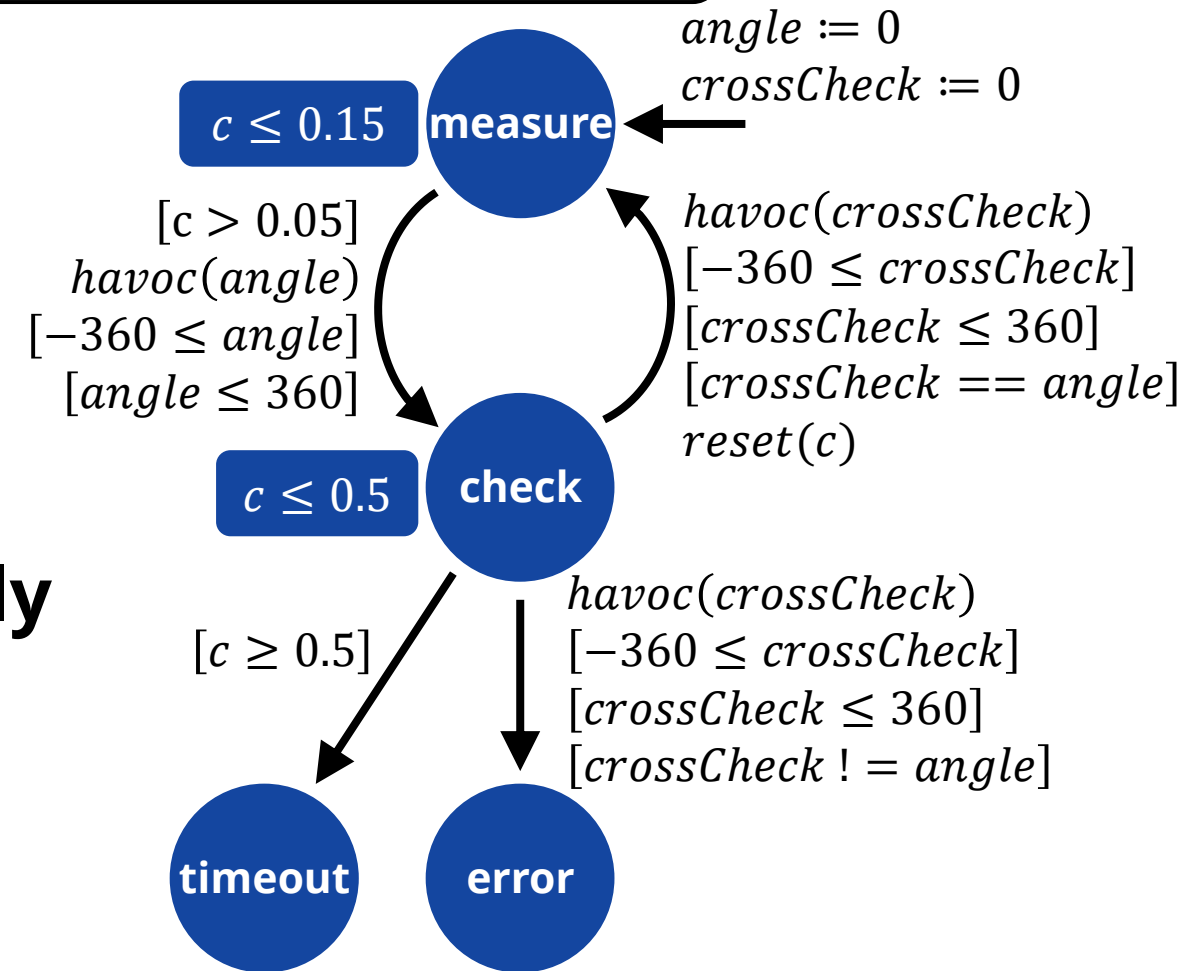 angle ≔ 0
crossCheck ≔ 0
c ≤ 0.15
measure
[c > 0.05]
havoc(angle)
[−360 ≤ angle]
[angle ≤ 360]
havoc(crossCheck)
[−360 ≤ crossCheck]
[crossCheck ≤ 360]
[crossCheck == angle]
reset(c)
c ≤ 0.5
check
[c ≥ 0.5]
havoc(crossCheck)
[−360 ≤ crossCheck]
[crossCheck ≤ 360]
[crossCheck ! = angle]
timeout
error